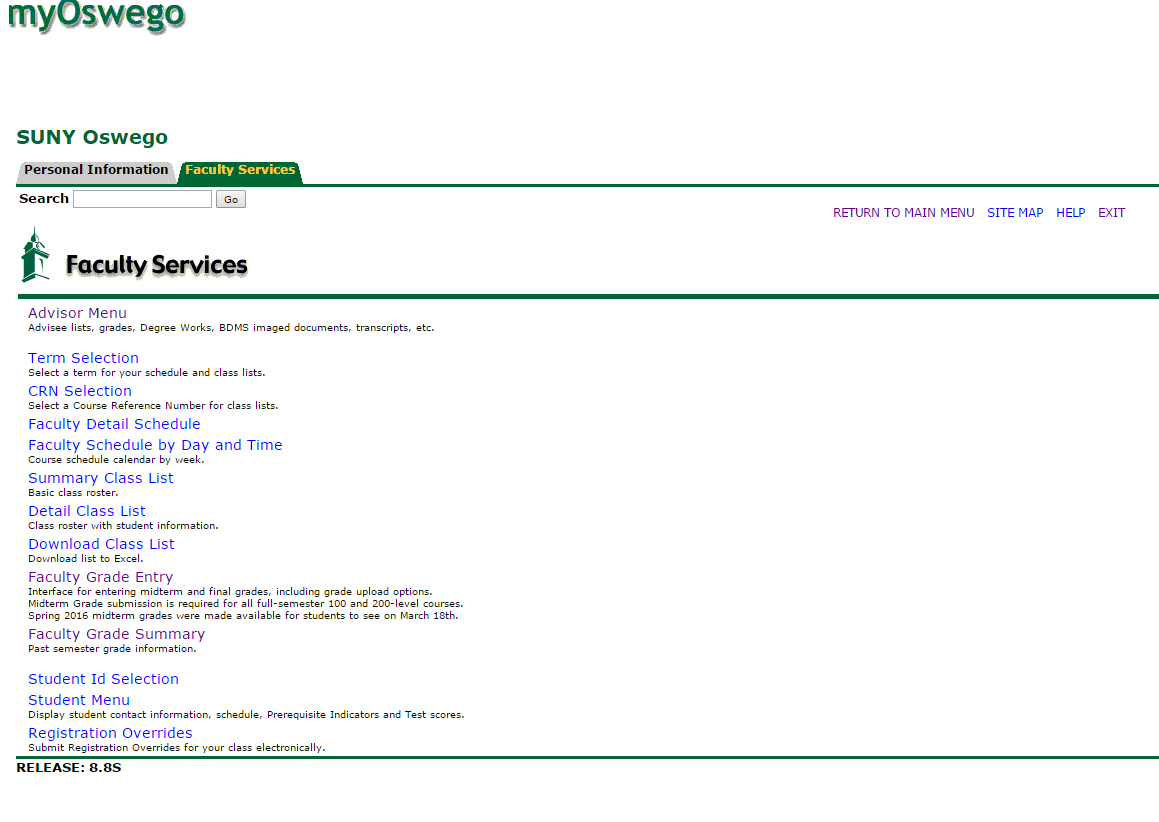 myOswego
SUNY Oswego
Personal Information Faculty Services
Search Go
RETURN TO MAIN MENU SITE MAP HELP EXIT
Faculty Services
Advisor Menu
Advisee lists, grades, Degree Works, BDMS imaged documents, transcripts, etc.
Term Selection
Select a term for your schedule and class lists.
CRN Selection
Select a Course Reference Number for class lists.
Faculty Detail Schedule
Faculty Schedule by Day and Time
Course schedule calendar by week.
Summary Class List
Basic class roster.
Detail Class List
Class roster with student information.
Download Class List
Download list to Excel.
Faculty Grade Entry
Interface for entering midterm and final grades, including grade upload options.
Midterm Grade submission is required for all full-semester 100 and 200-level courses.
Spring 2016 midterm grades were made available for students to see on March 18th.
Faculty Grade Summary
Past semester grade information.
Student Id Selection
Student Menu
Display student contact information, schedule, Prerequisite Indicators and Test scores.
Registration Overrides
Submit Registration Overrides for your class electronically.
RELEASE: 8.8S